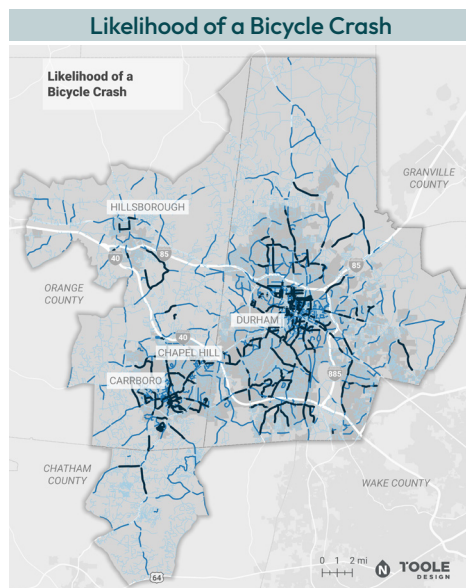 Likelihood of a Bicycle Crash
Likelihood of a
Bicycle Crash
GRANVILLE
COUNTY
HILLSBOROUGH
85
40
85
ORANGE
COUNTY
DURHAM
40
CHAPEL HILL
CARRBORO
885
CHATHAM
COUNTY
WAKE COUNTY
64
0 1 2 mi
N
TOOLE
DESIGN